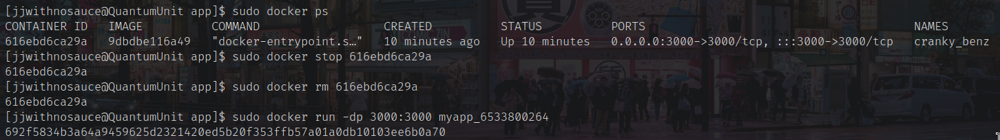 [jjwithnosauce@QuantumUnit app]$ sudo docker ps
CONTAINER ID   IMAGE          COMMAND                  CREATED          STATUS          PORTS                                       NAMES
616ebd6ca29a   9dbdbe116a49   "docker-entrypoint.s…"   10 minutes ago   Up 10 minutes   0.0.0.0:3000->3000/tcp, :::3000->3000/tcp   cranky_benz
[jjwithnosauce@QuantumUnit app]$ sudo docker stop 616ebd6ca29a
616ebd6ca29a
[jjwithnosauce@QuantumUnit app]$ sudo docker rm 616ebd6ca29a
616ebd6ca29a
[jjwithnosauce@QuantumUnit app]$ sudo docker run -dp 3000:3000 myapp_6533800264
692f5834b3a64a9459625d2321420ed5b20f353ffb57a01a0db10103ee6b0a70